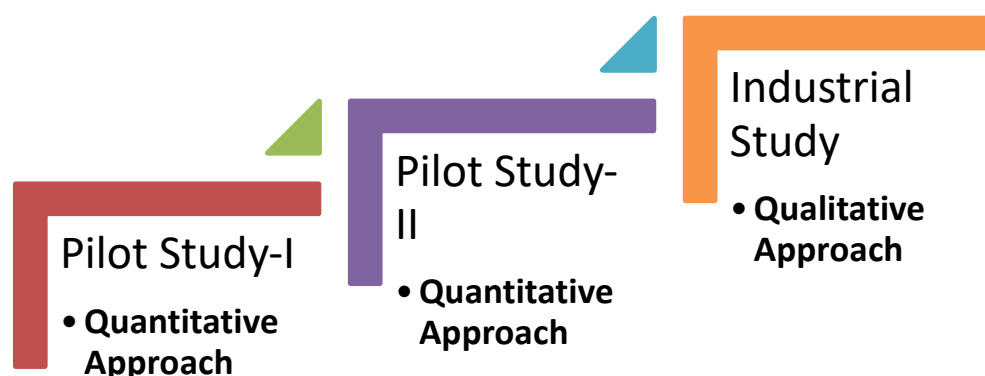 Pilot Study-I
• Quantitative
Approach
Pilot Study-
II
• Quantitative
Approach
Industrial
Study
• Qualitative
Approach